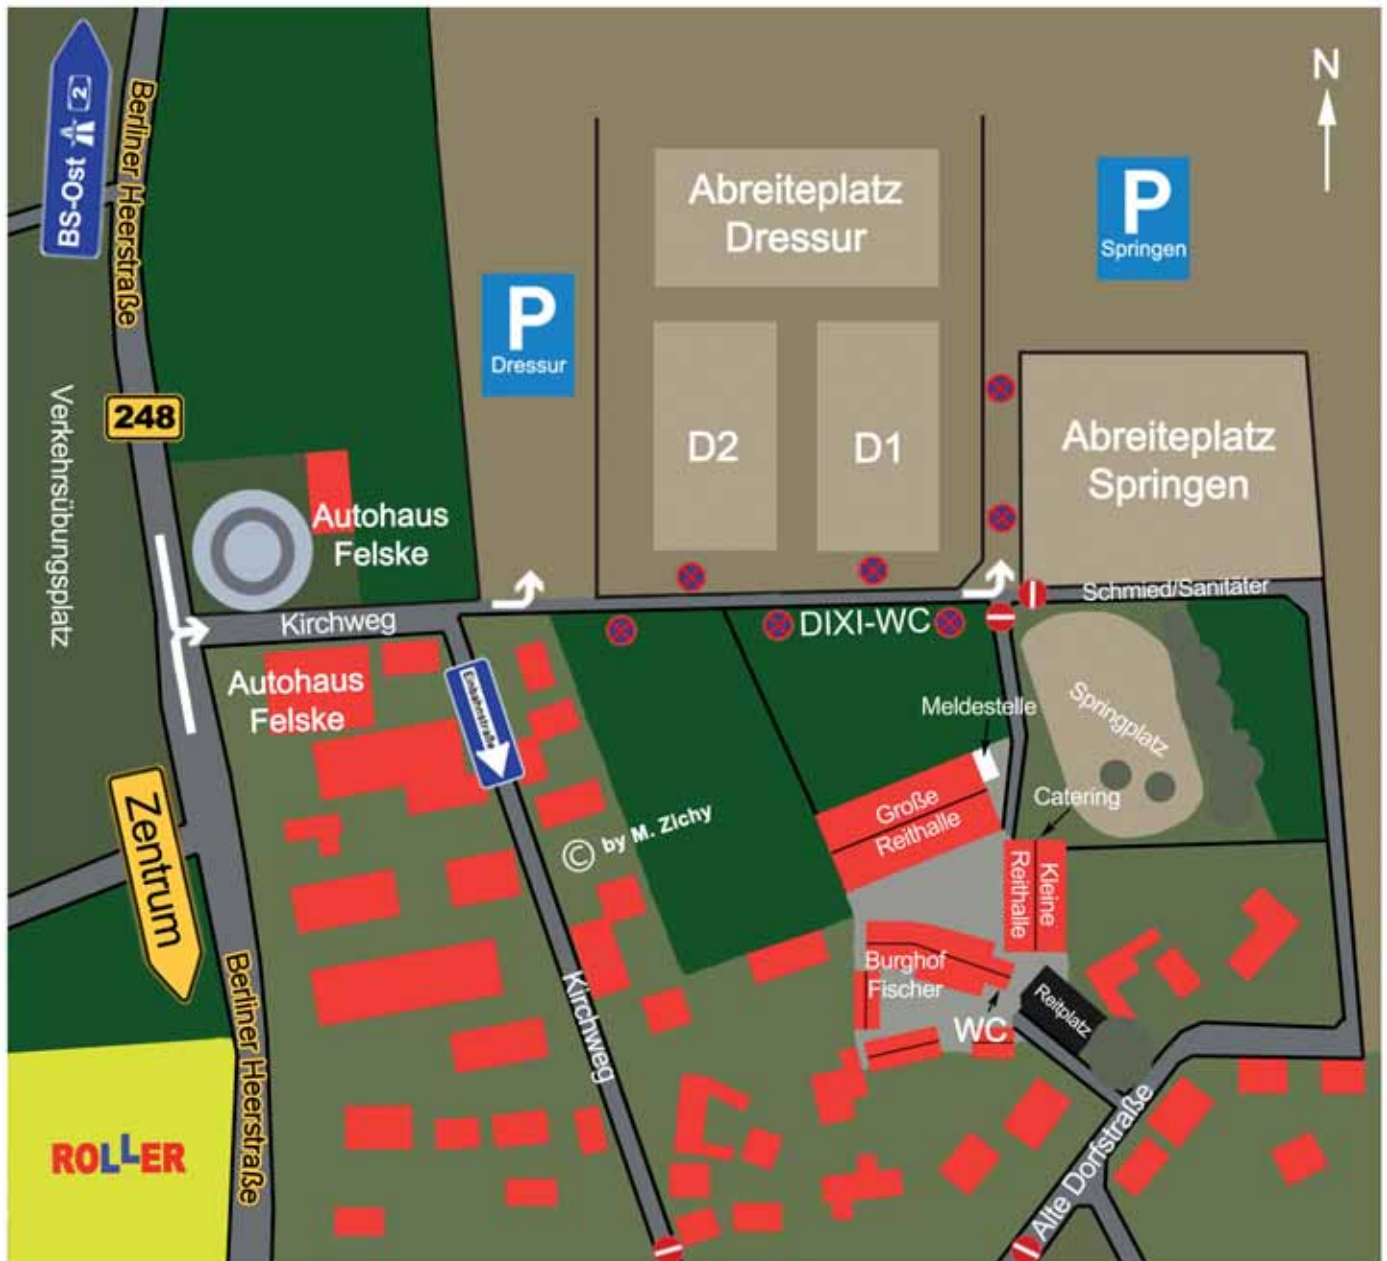 N
BS-Ost 2
Berliner Heerstraße
Abreiteplatz
Dressur
P
Springen
P
Dressur
248
Verkehrsübungsplatz
D2
D1
Abreiteplatz
Springen
Autohaus
Felske
Kirchweg
Schmied/Sanitäter
DIXI-WC
Autohaus
Felske
Einbahnstraße
Meldestelle
Springplatz
Zentrum
Catering
Große
Reithalle
© by M. Zichy
Kleine
Reithalle
Burghof
Fischer
WC
Reitplatz
Kirchweg
Berliner Heerstraße
ROLLER
Alte Dorfstraße